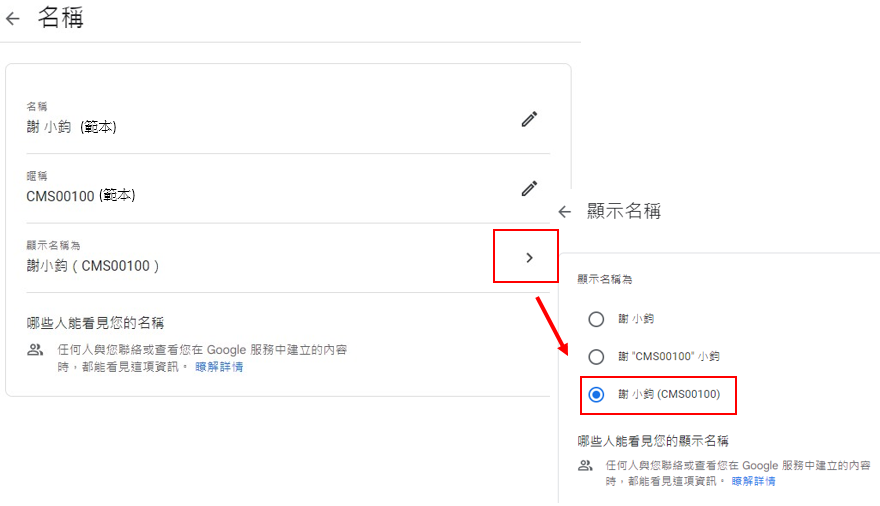 名稱
名稱
謝 小鈞 (範本)
暱稱
CMS00100 (範本)
顯示名稱為
謝小鈞 ( CMS00100 )
哪些人能看見您的名稱
任何人與您聯絡或查看您在 Google 服務中建立的內容
時，都能看見這項資訊。 瞭解詳情
顯示名稱
顯示名稱為
謝 小鈞
謝 "CMS00100" 小鈞
謝 小鈞 (CMS00100)
哪些人能看見您的顯示名稱
任何人與您聯絡或查看您在 Google 服務中建立的內容
時，都能看見這項資訊。 瞭解詳情